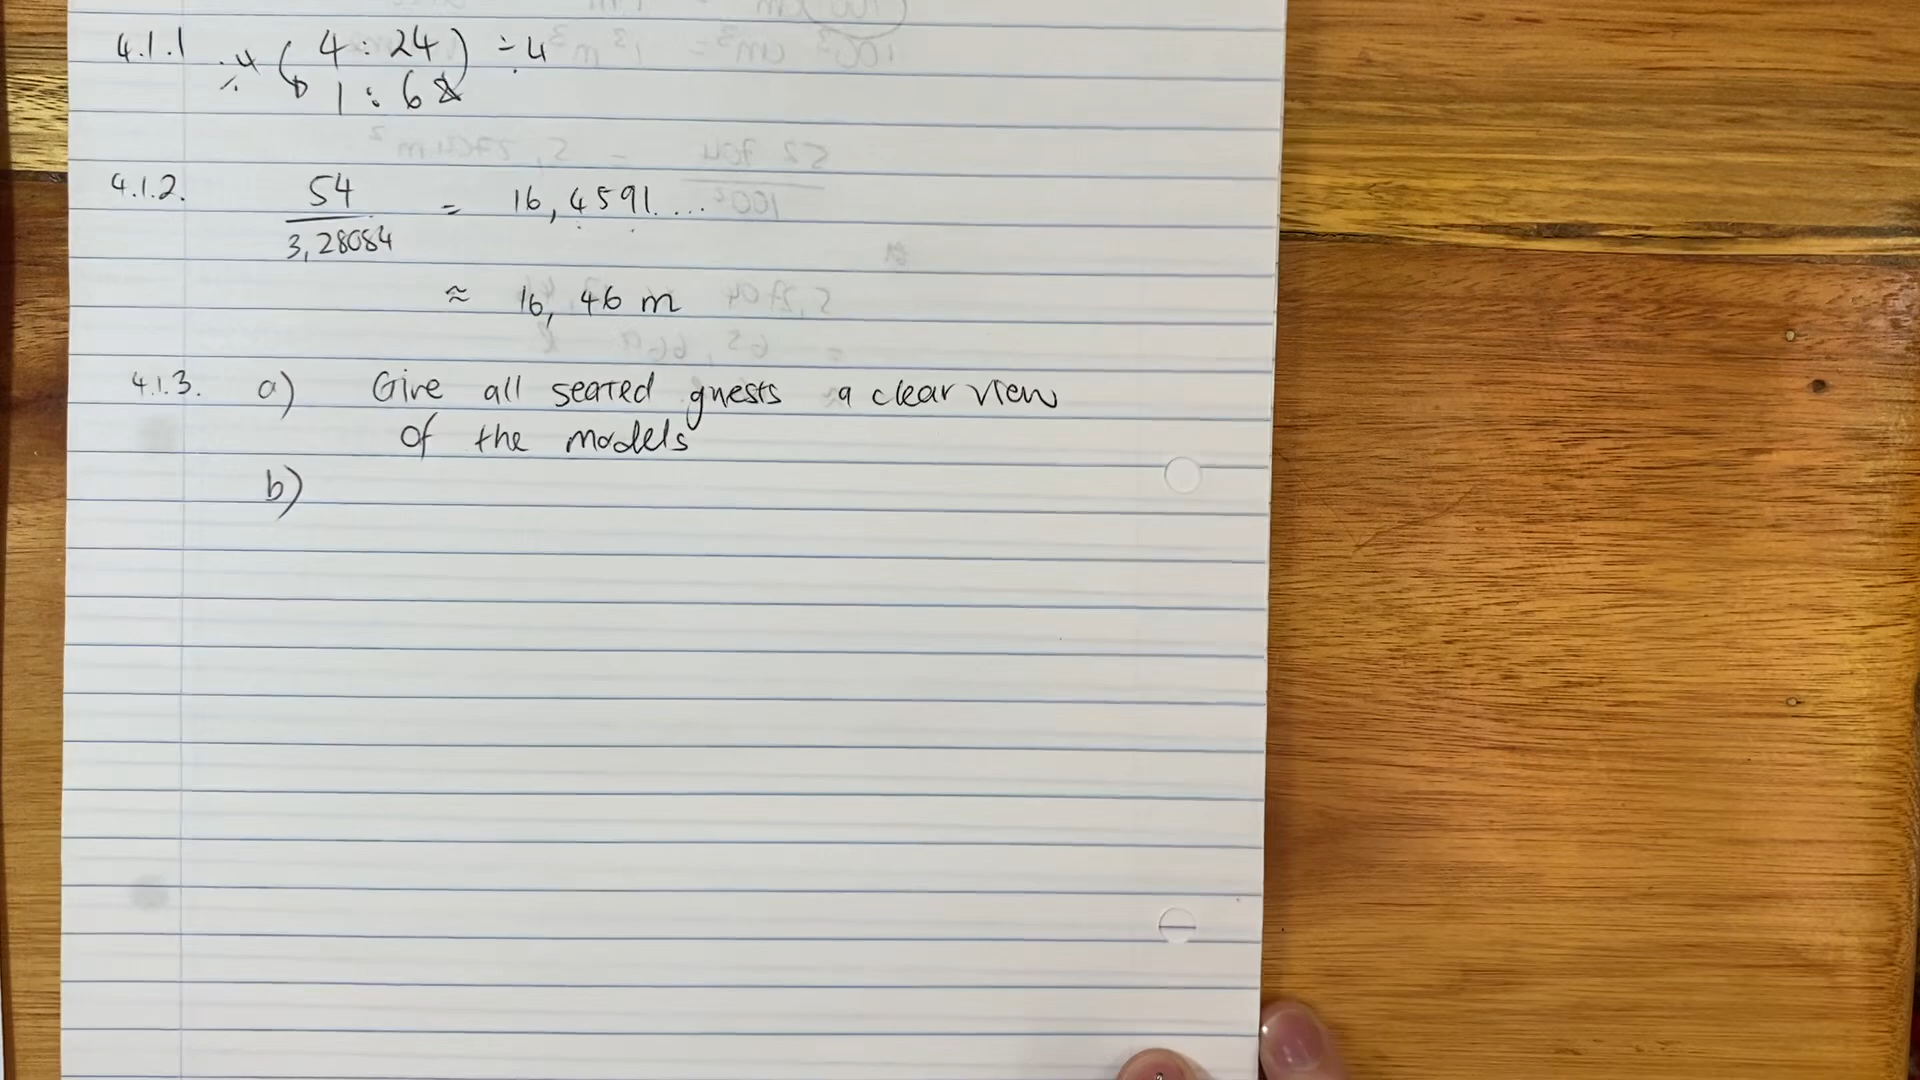 4.1.1 ÷4 ( 4 : 24 ) ÷4
1 : 6
4.1.2. 54
3,28084 = 16,4591....
≈ 16,46 m
4.1.3. a) Give all seated guests a clear view
of the models
b)